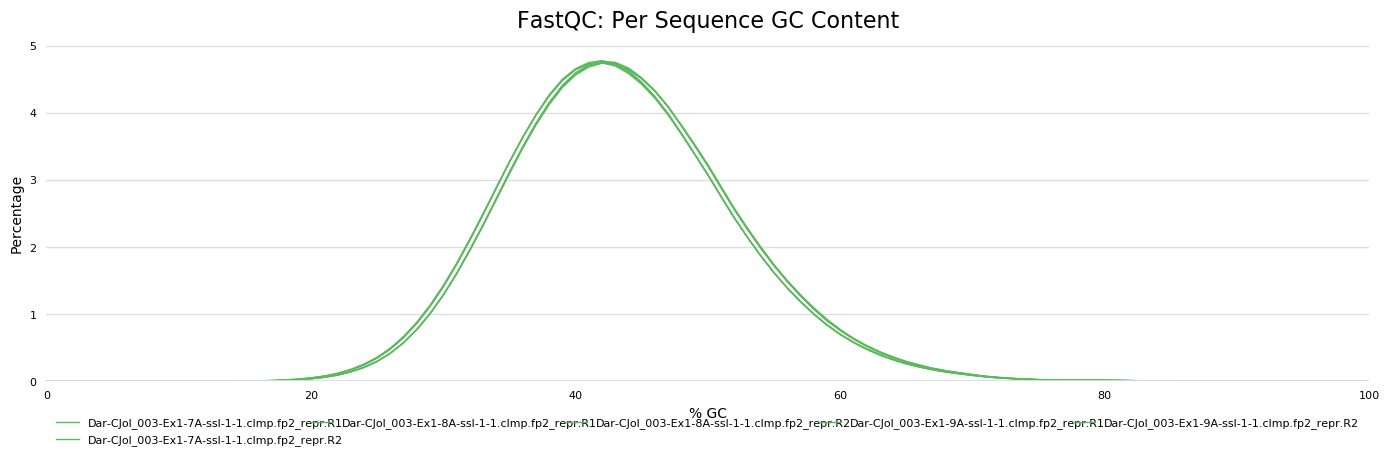 FastQC: Per Sequence GC Content
5
4
3
2
1
0
Percentage
0 20 40 60 80 100
% GC
Dar-CJol_003-Ex1-7A-ssl-1-1.clmp.fp2_repr.R1 Dar-CJol_003-Ex1-8A-ssl-1-1.clmp.fp2_repr.R1 Dar-CJol_003-Ex1-8A-ssl-1-1.clmp.fp2_repr.R2 Dar-CJol_003-Ex1-9A-ssl-1-1.clmp.fp2_repr.R1 Dar-CJol_003-Ex1-9A-ssl-1-1.clmp.fp2_repr.R2
Dar-CJol_003-Ex1-7A-ssl-1-1.clmp.fp2_repr.R2